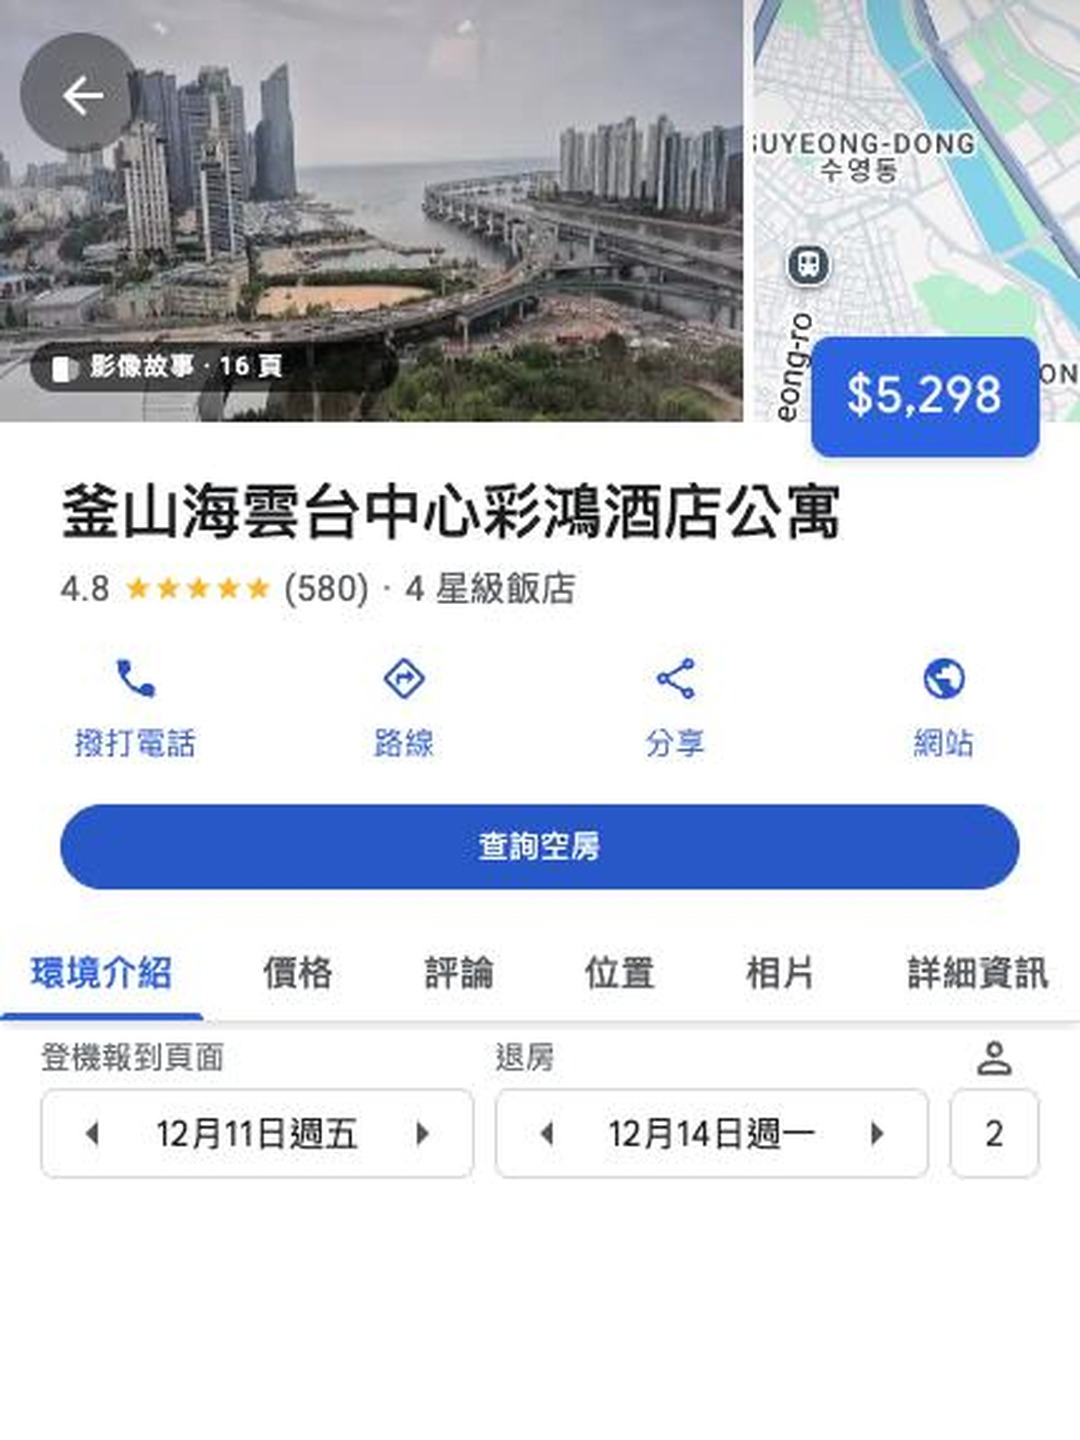 SUYEONG-DONG
수영동
eong-ro
影像故事 · 16 頁
$5,298
ON
釜山海雲台中心彩鴻酒店公寓
4.8 ★★★★★ (580) · 4 星級飯店
撥打電話 路線 分享 網站
查詢空房
環境介紹 價格 評論 位置 相片 詳細資訊
登機報到頁面 退房
12月11日週五 12月14日週一 2